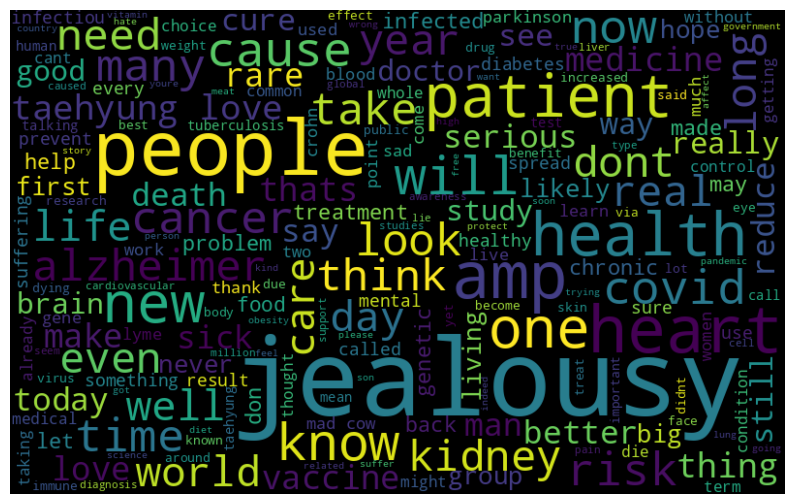 infectiou choice cure used effect infected parkinson now hope without vitamin hate wrong true liver government
country human weight need cause year see drug medicine
cant many rare doctor diabetes increased long
good every blood common whole come said much getting
taehyung love take patient youre meat global want affect
caused talking best tuberculosis crohn public high test way made really
prevent story people point sad serious benefit spread free type control
help first death thats will dont likely real may
research suffering life cancer treatment lie studies awareness study soon learn via eye reduce
problem say look healthy protect health
work person two live kind chronic lot pandemic
dying cardiovascular alzheimer thank due care think amp covid trying call
brain gene body food mental become skin sure
already lyme new support day yet genetic called living one heart women use cell
make sick obesity please
seem even never million feel jealousy
virus something result thought son indeed treat important didnt condition still
today got well don mean
medical diet known taehyung mad cow back man better big face
let time around know kidney die thing
taking love science world related suffer vaccine might group pain risk lung going
immune diagnosis term